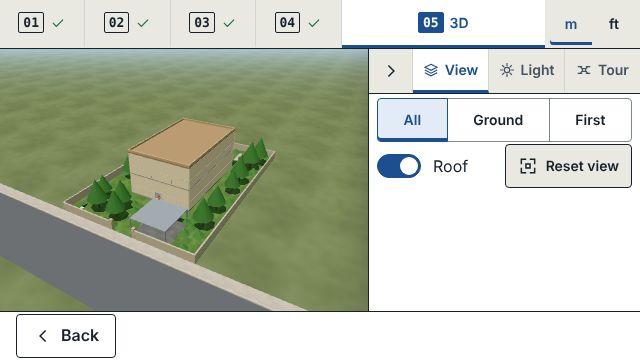 01 02 03 04 05 3D m ft
View Light Tour
All Ground First
Roof Reset view
Back